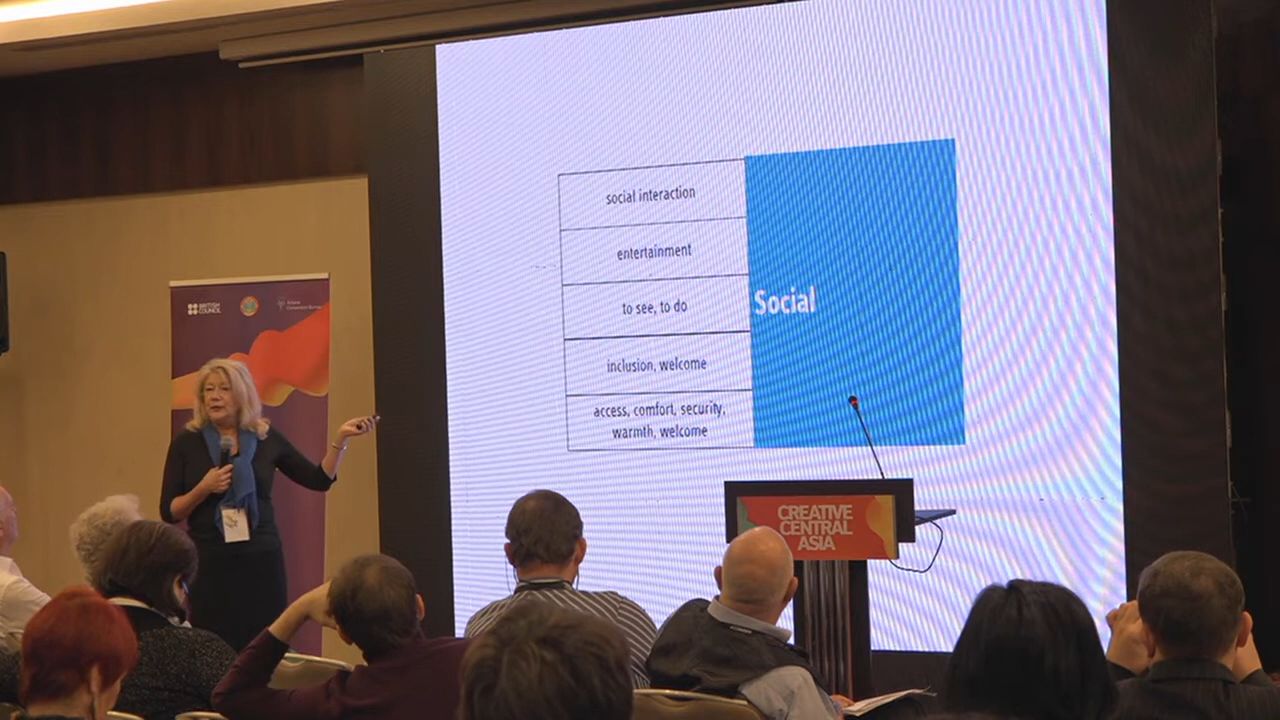 social interaction
entertainment
to see, to do
inclusion, welcome
access, comfort, security,
warmth, welcome
Social
BRITISH
COUNCIL
CREATIVE
CENTRAL
ASIA